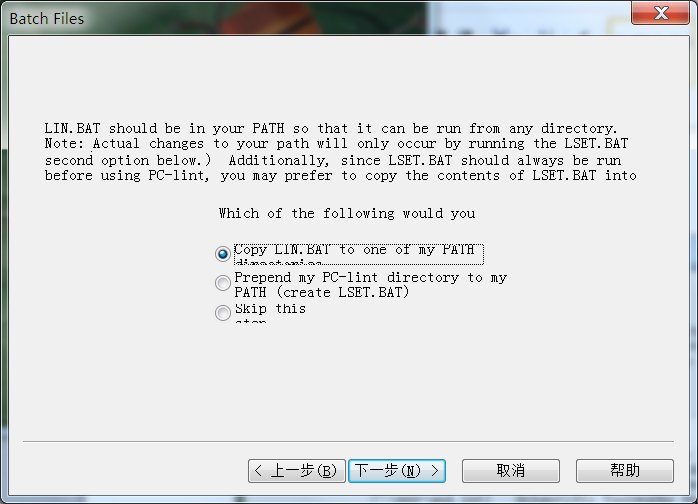 Batch Files
LIN.BAT should be in your PATH so that it can be run from any directory.
Note: Actual changes to your path will only occur by running the LSET.BAT
second option below.)  Additionally, since LSET.BAT should always be run
before using PC-lint, you may prefer to copy the contents of LSET.BAT into
Which of the following would you
Copy LIN.BAT to one of my PATH
directories
Prepend my PC-lint directory to my
PATH (create LSET.BAT)
Skip this
step
< 上一步(B)
下一步(N) >
取消
帮助